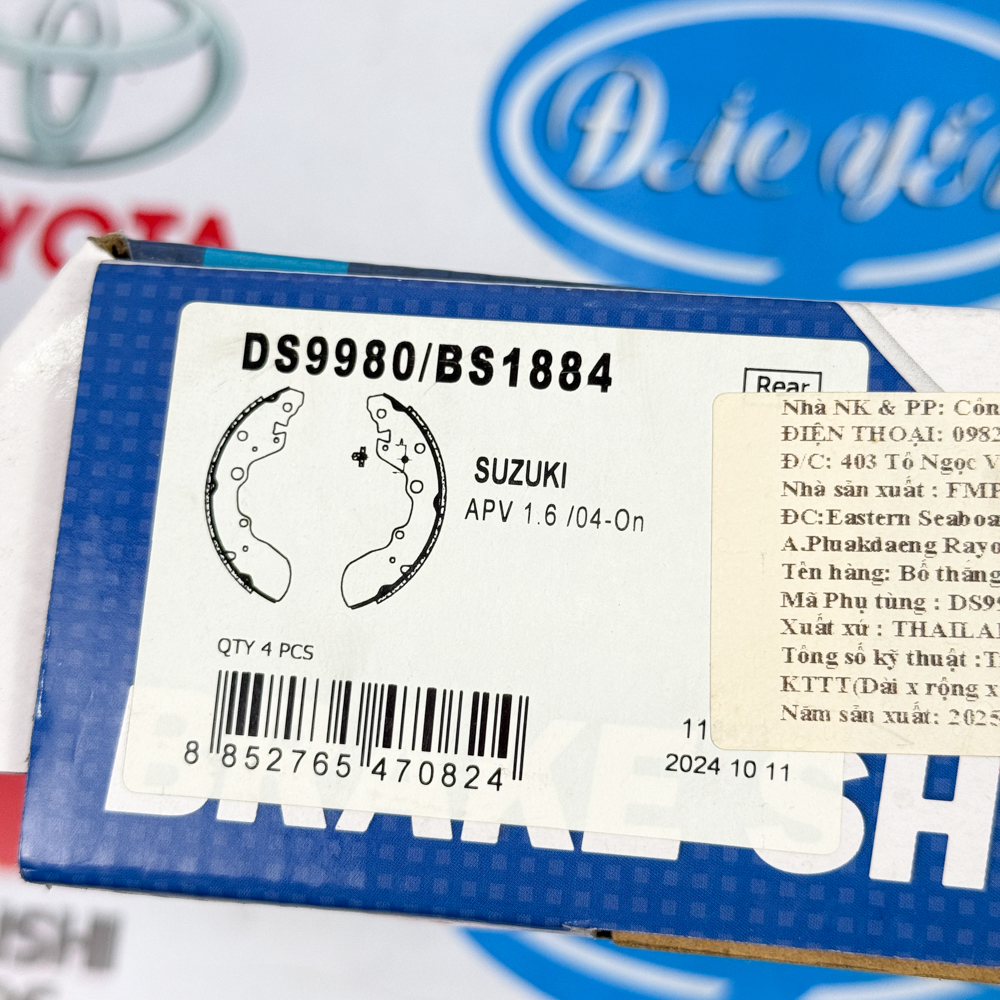 YOTA
Đắc Yến
DS9980/BS1884
Rear
SUZUKI
APV 1.6 /04-On
QTY 4 PCS
8 852765 470824
2024 10 11
Nhà NK & PP: Côn
ĐIỆN THOẠI: 0982
Đ/C: 403 Tô Ngọc V
Nhà sản xuất : FMP
ĐC:Eastern Seaboa
A.Pluakdaeng Rayo
Tên hàng: Bố thắng
Mã Phụ tùng : DS99
Xuất xứ : THAILA
Tổng số kỹ thuật :T
KTTT(Dài x rộng x
Năm sản xuất: 2025
BRAKE SH
ISHI